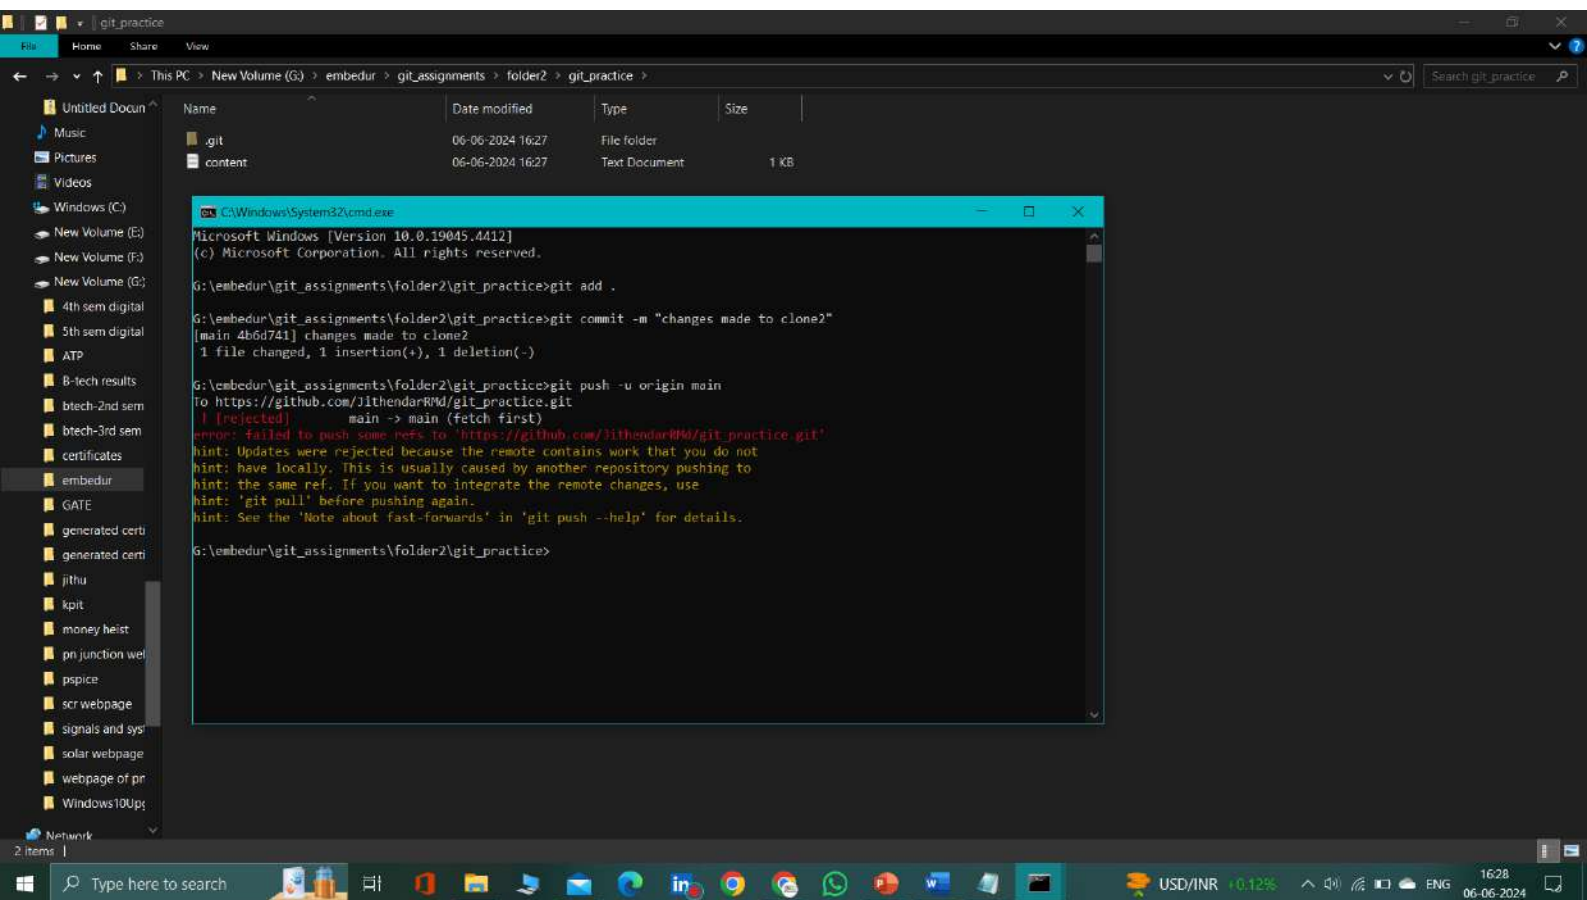 git_practice
File Home Share View
This PC > New Volume (G:) > embedur > git_assignments > folder2 > git_practice >
Search git_practice
Untitled Docun
Music
Pictures
Videos
Windows (C:)
New Volume (E:)
New Volume (F:)
New Volume (G:)
4th sem digital
5th sem digital
ATP
B-tech results
btech-2nd sem
btech-3rd sem
certificates
embedur
GATE
generated certi
generated certi
jithu
kpit
money heist
pn junction wel
pspice
scr webpage
signals and syst
solar webpage
webpage of pr
Windows10Upg
Network
Name Date modified Type Size
.git 06-06-2024 16:27 File folder
content 06-06-2024 16:27 Text Document 1 KB
C:\Windows\System32\cmd.exe
Microsoft Windows [Version 10.0.19045.4412]
(c) Microsoft Corporation. All rights reserved.
G:\embedur\git_assignments\folder2\git_practice>git add .
G:\embedur\git_assignments\folder2\git_practice>git commit -m "changes made to clone2"
[main 4b6d741] changes made to clone2
1 file changed, 1 insertion(+), 1 deletion(-)
G:\embedur\git_assignments\folder2\git_practice>git push -u origin main
To https://github.com/JithendarRMd/git_practice.git
! [rejected] main -> main (fetch first)
error: failed to push some refs to 'https://github.com/JithendarRMd/git_practice.git'
hint: Updates were rejected because the remote contains work that you do not
hint: have locally. This is usually caused by another repository pushing to
hint: the same ref. If you want to integrate the remote changes, use
hint: 'git pull' before pushing again.
hint: See the 'Note about fast-forwards' in 'git push --help' for details.
G:\embedur\git_assignments\folder2\git_practice>
2 items
Type here to search
USD/INR +0.12%
ENG
16:28
06-06-2024